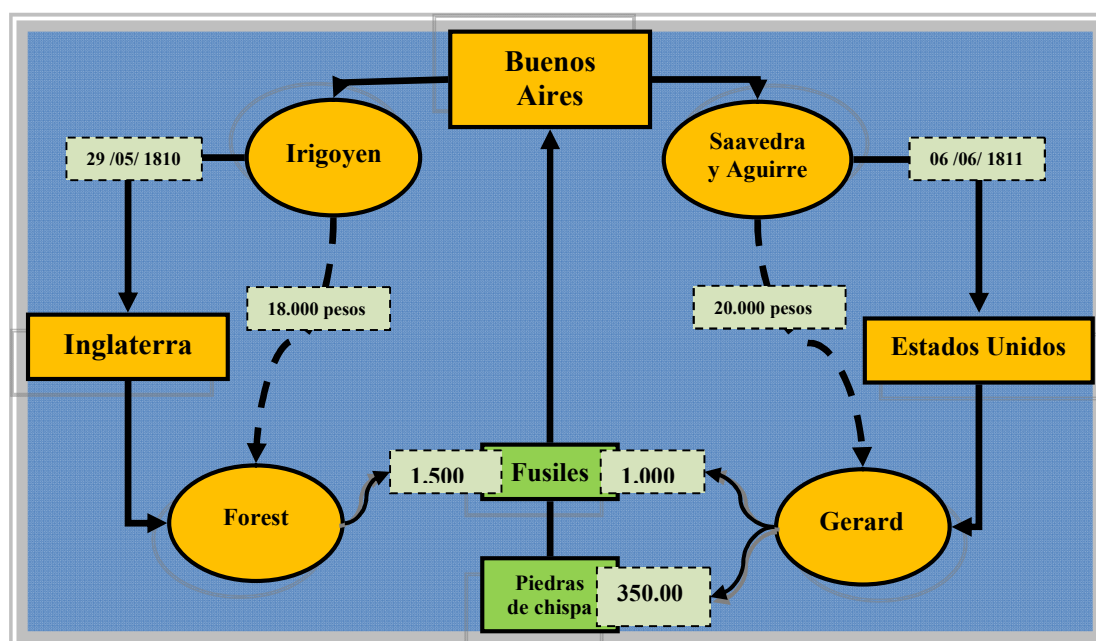 Buenos
Aires
Irigoyen
Saavedra
y Aguirre
29 /05/ 1810
06 /06/ 1811
18.000 pesos
20.000 pesos
Inglaterra
Estados Unidos
1.500
Fusiles
1.000
Forest
Gerard
Piedras
de chispa
350.00